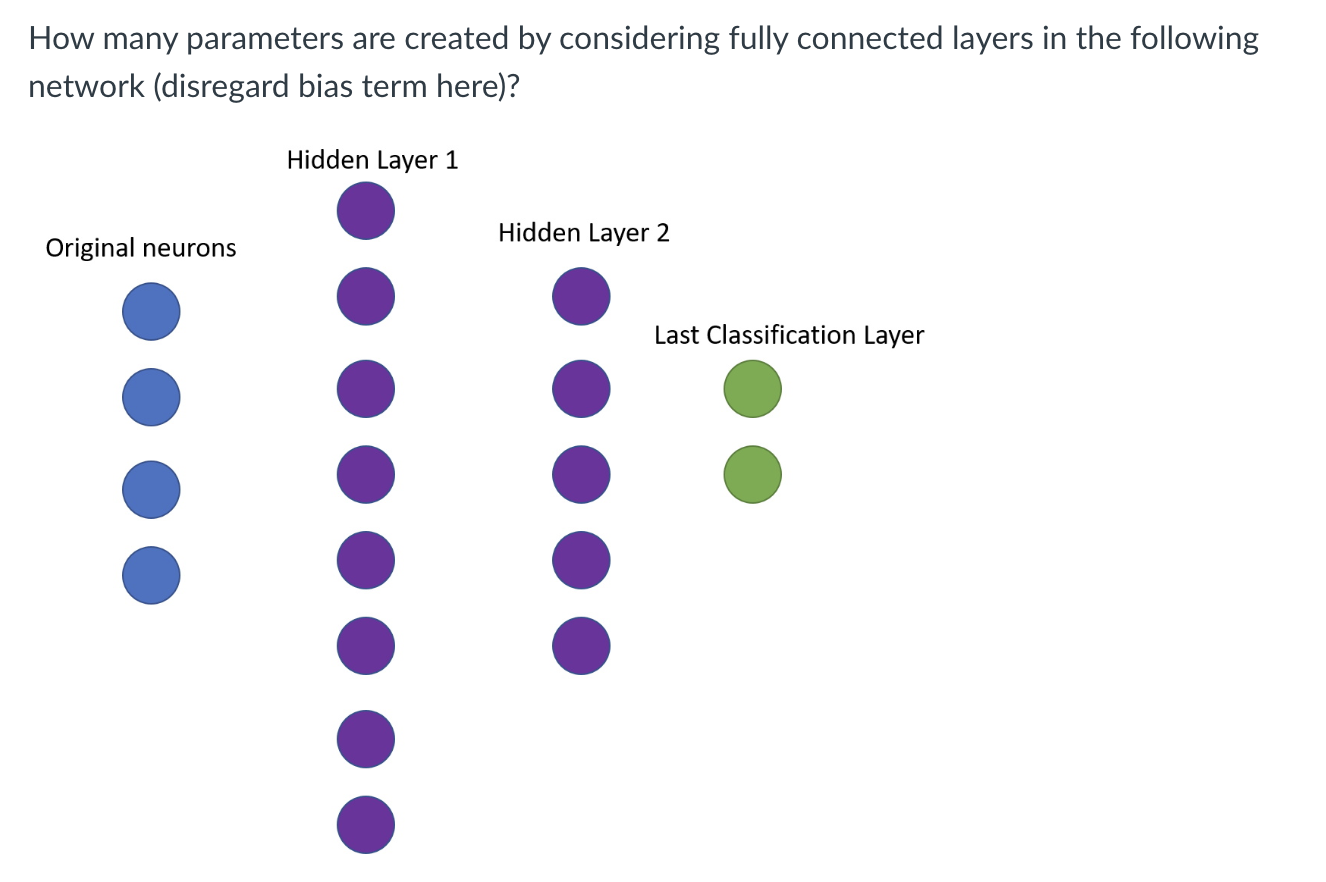 How many parameters are created by considering fully connected layers in the following
network (disregard bias term here)?
Hidden Layer 1
Hidden Layer 2
Original neurons
Last Classification Layer